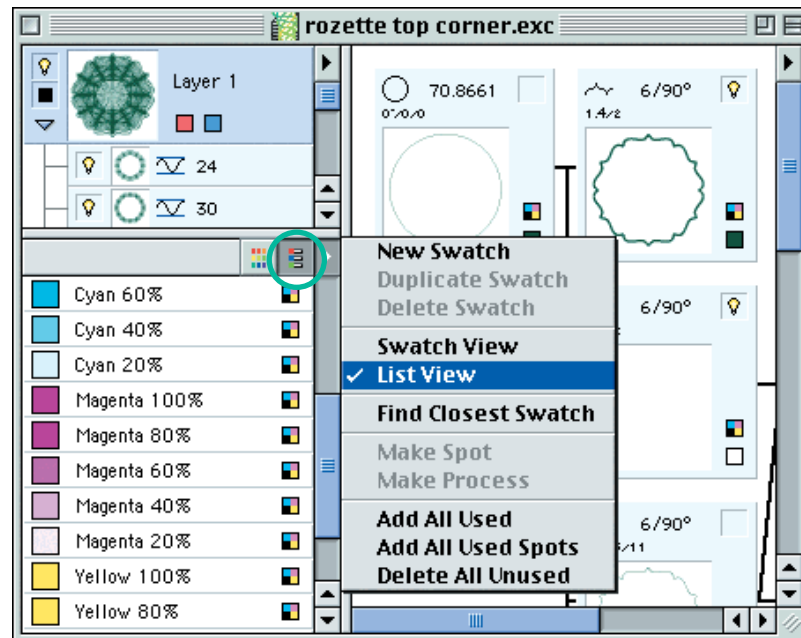 rozette top corner.exc
Layer 1
24
30
70.8661
0/0/0
6/90°
1.4/2
6/90°
Cyan 60%
Cyan 40%
Cyan 20%
Magenta 100%
Magenta 80%
Magenta 60%
Magenta 40%
Magenta 20%
Yellow 100%
Yellow 80%
New Swatch
Duplicate Swatch
Delete Swatch
Swatch View
✓ List View
Find Closest Swatch
Make Spot
Make Process
Add All Used
Add All Used Spots
Delete All Unused
6/90°